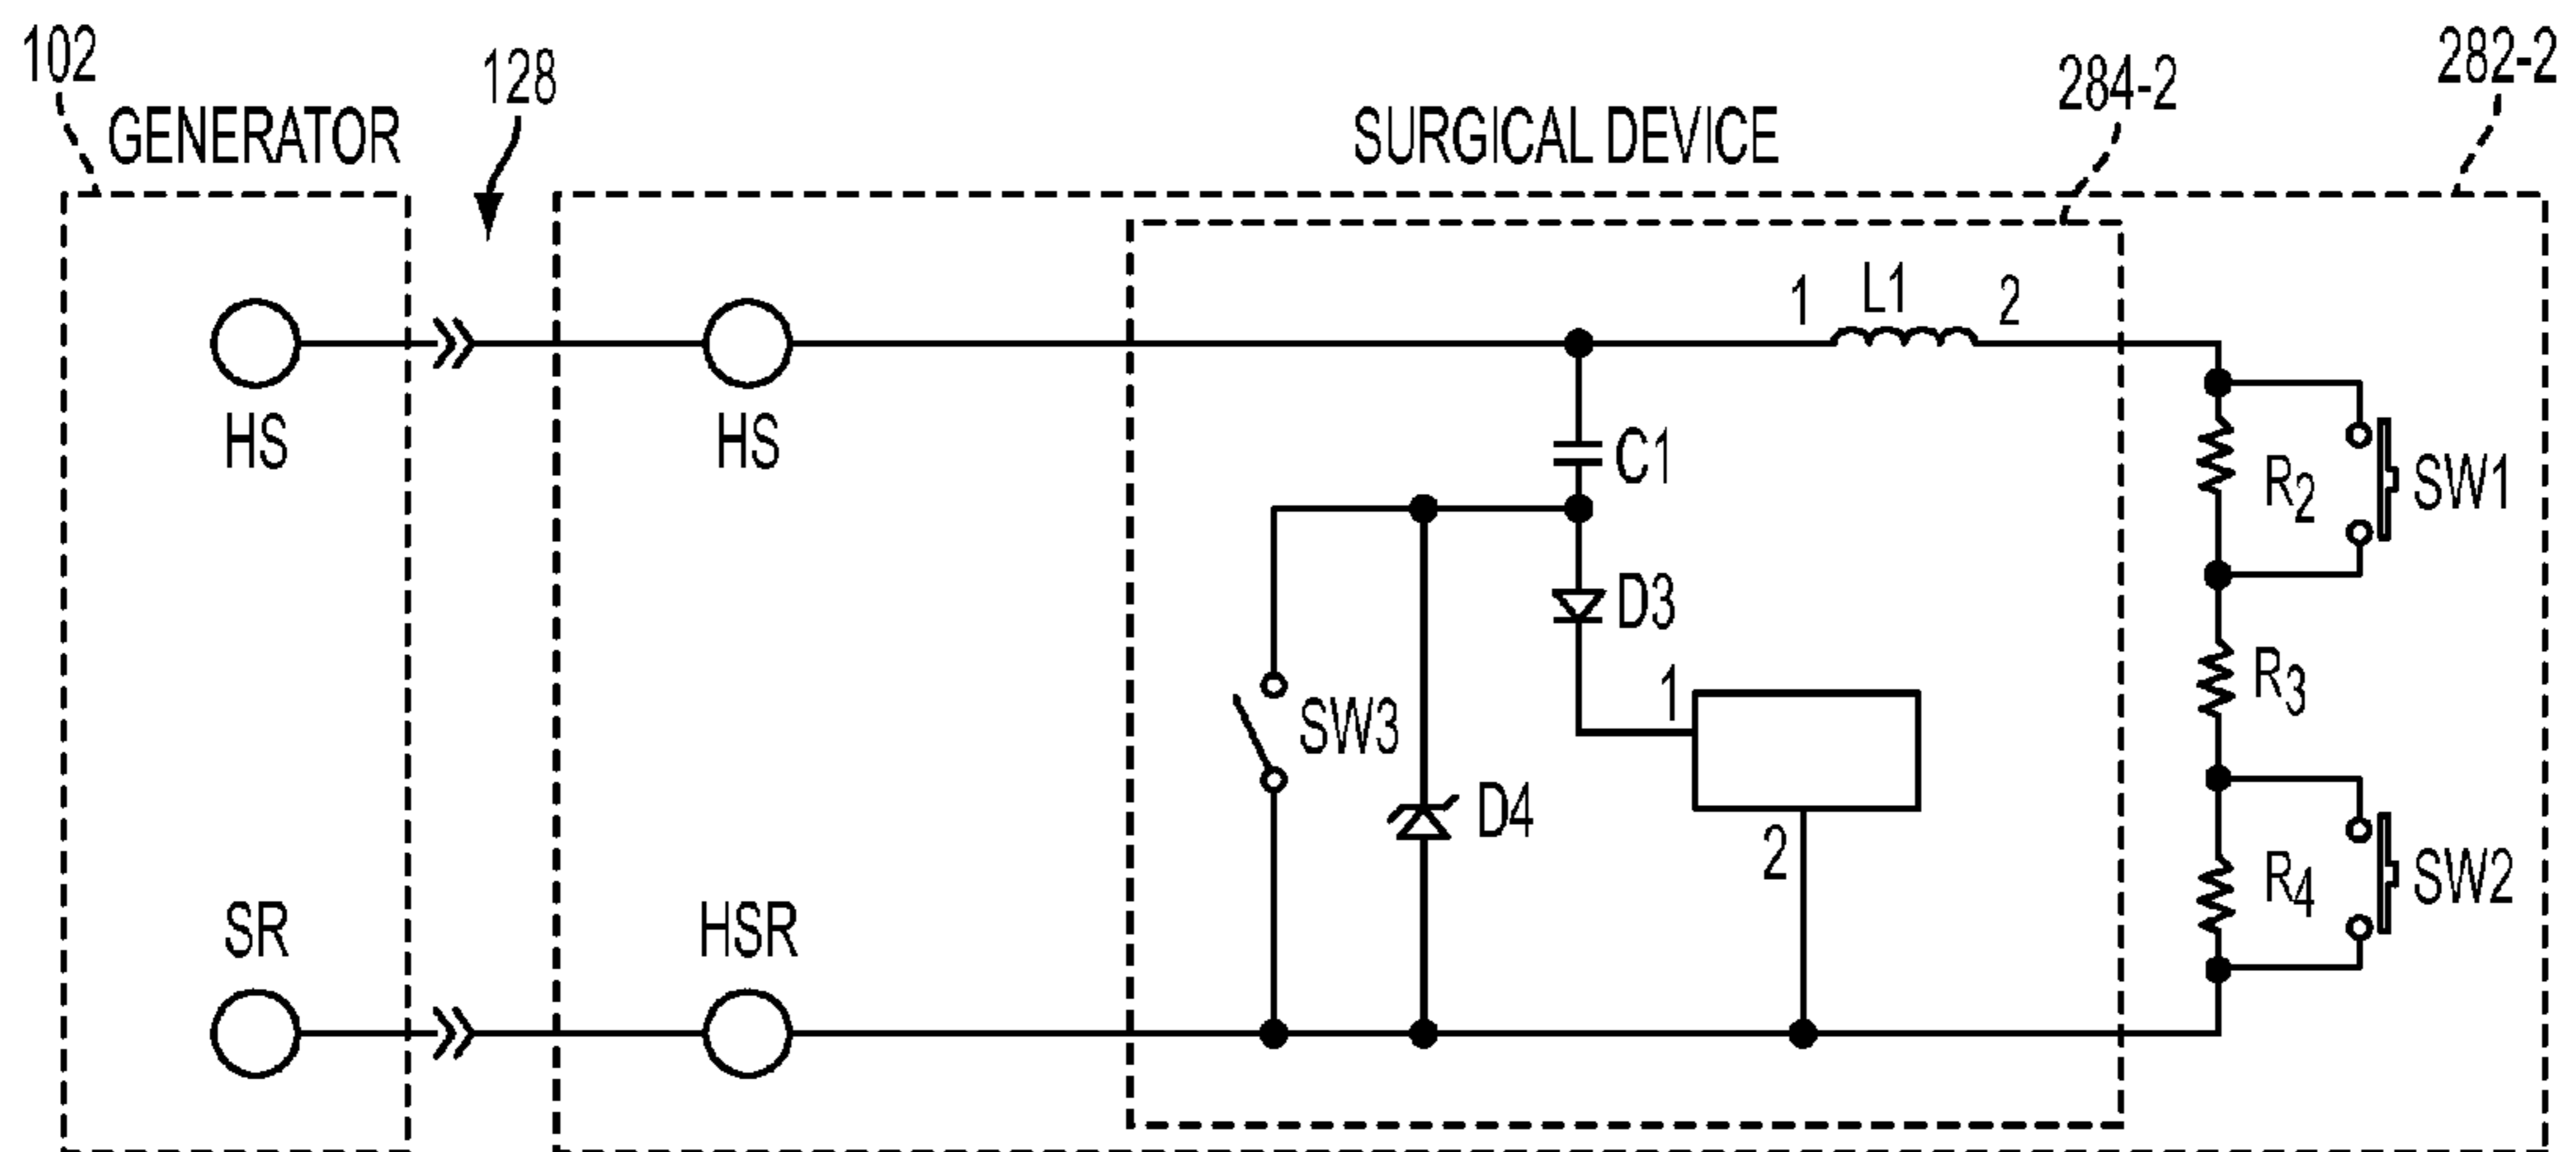 102
128
284-2
282-2
GENERATOR
SURGICAL DEVICE
1
L1
2
HS
HS
C1
R2
SW1
D3
R3
1
SW3
D4
2
R4
SW2
SR
HSR